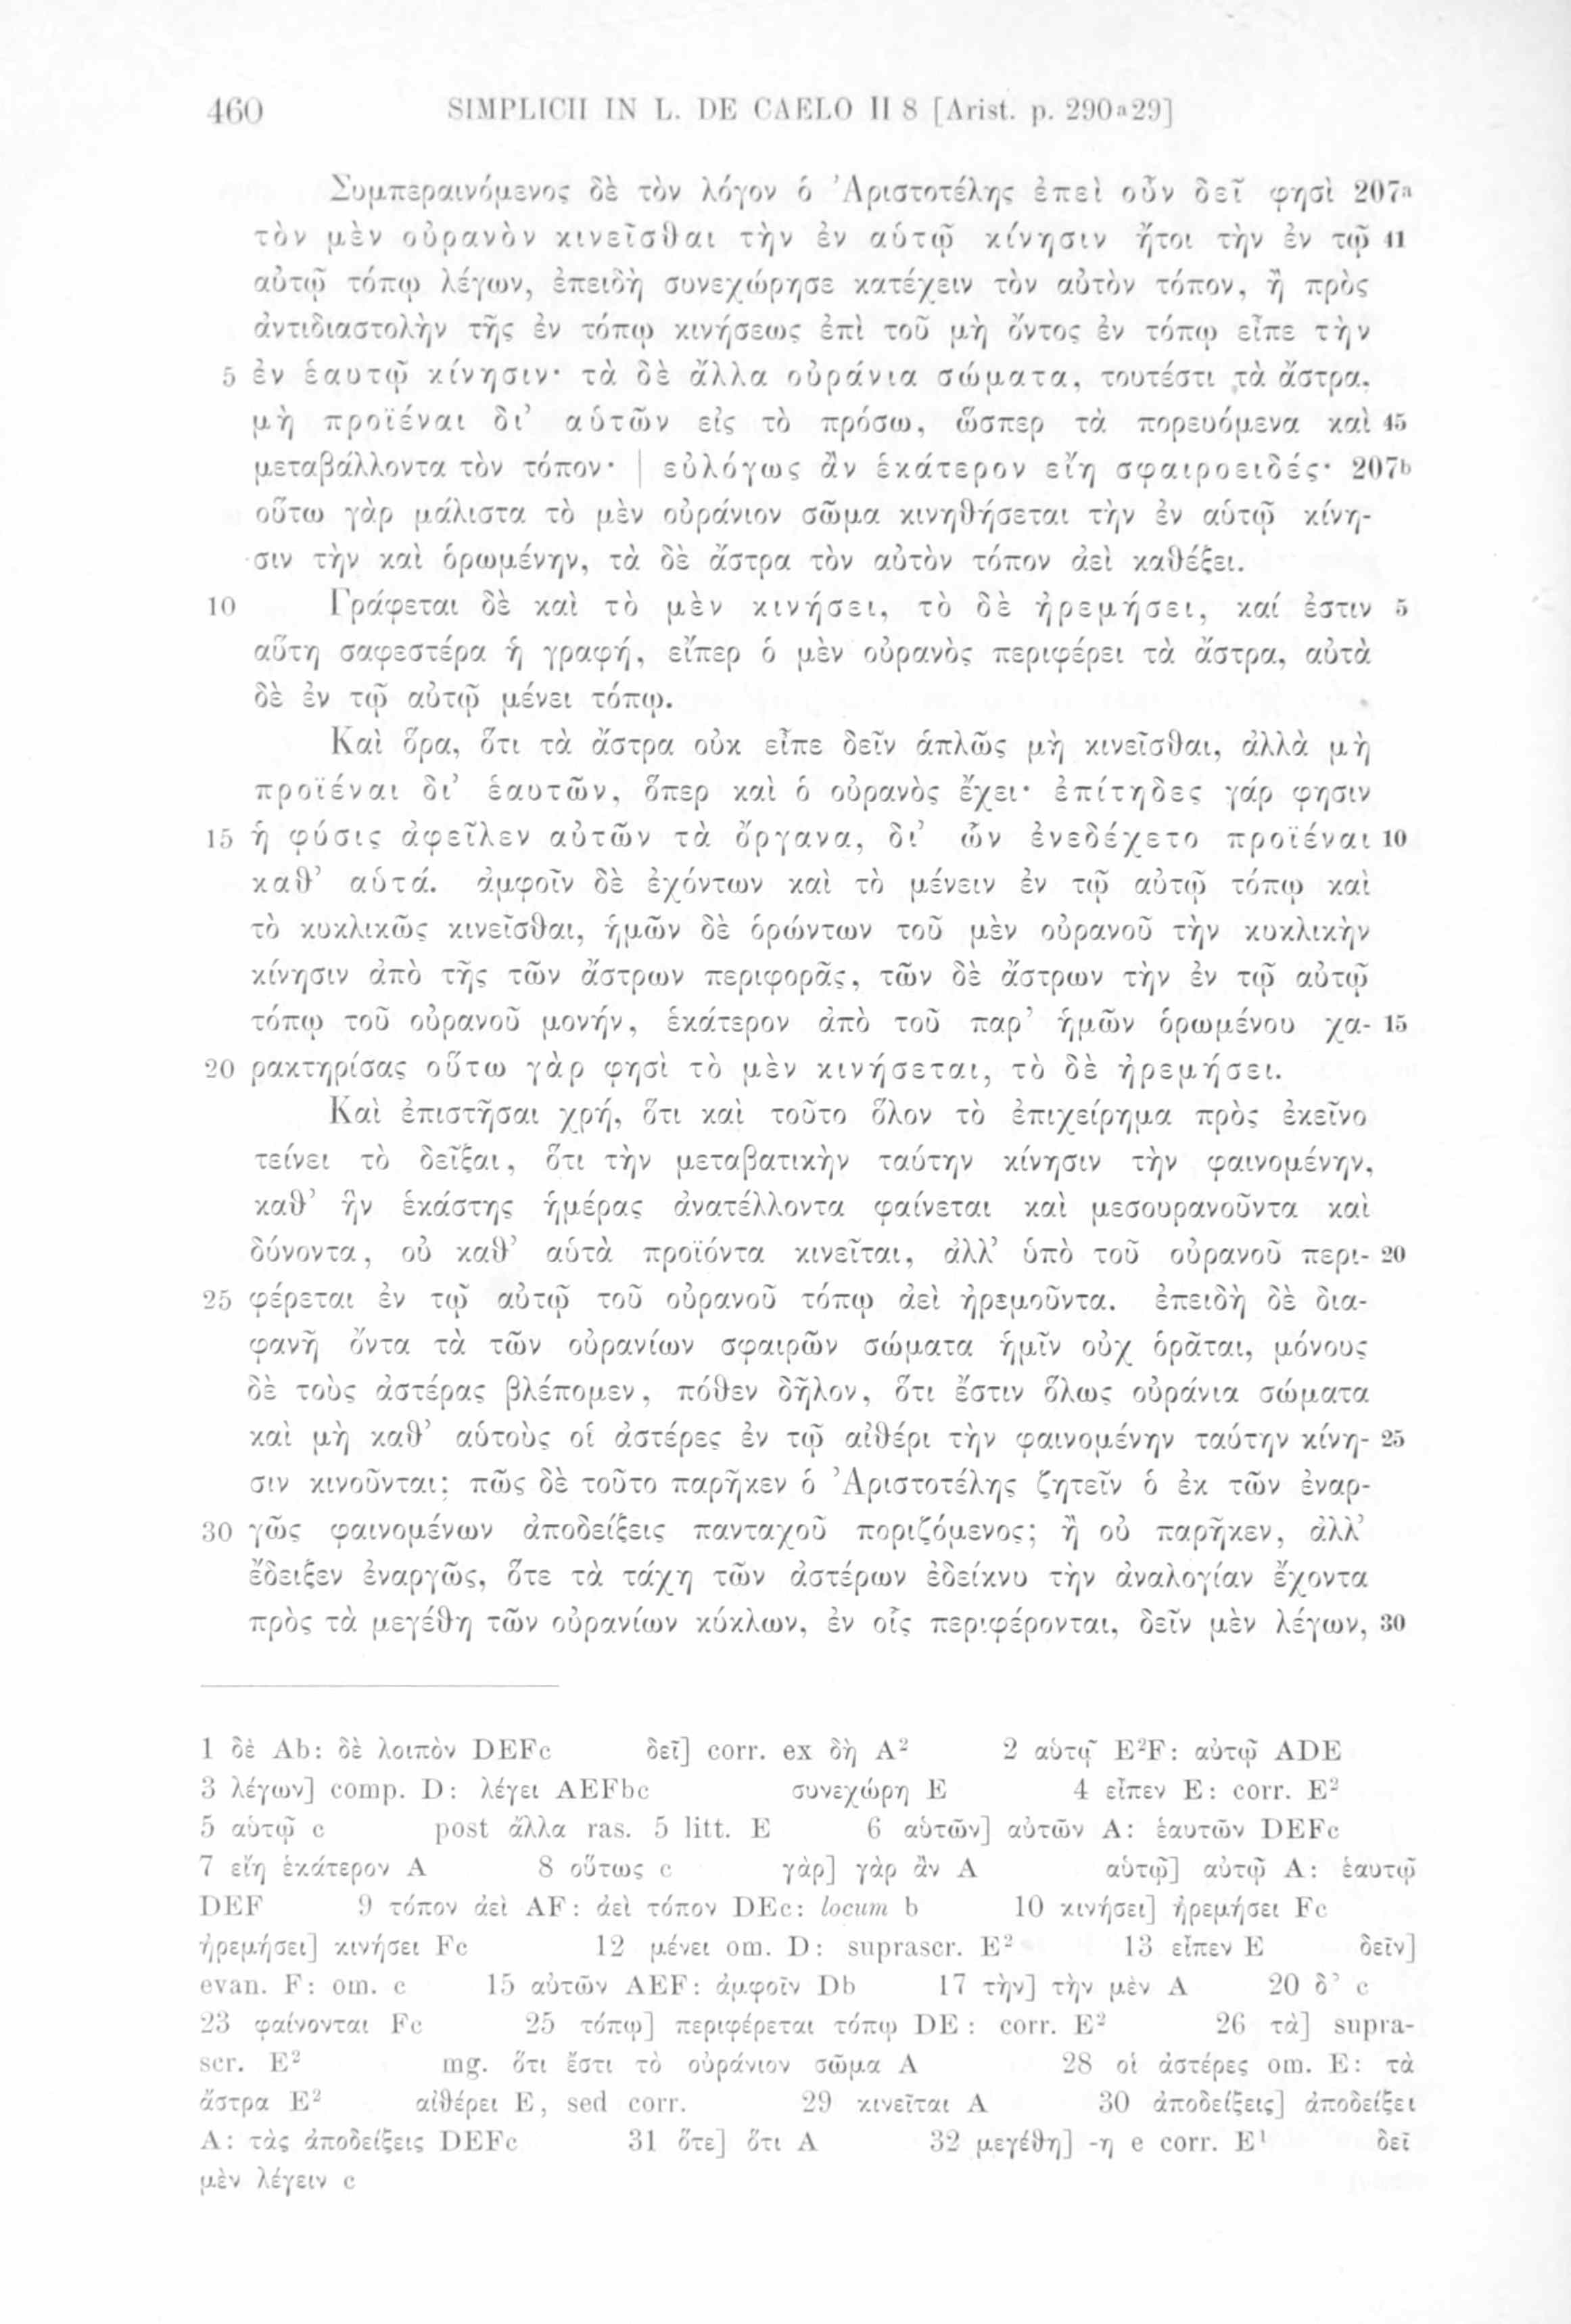 460 SIMPLICII IN L. DE CAELO II 8 [Arist. p. 290ᵃ29]
Συμπεραινόμενος δὲ τὸν λόγον ὁ Ἀριστοτέλης ἐπεὶ οὖν δεῖ φησὶ 207ᵃ
τὸν μὲν οὐρανὸν κινεῖσθαι τὴν ἐν αὑτῷ κίνησιν ἤτοι τὴν ἐν τῷ 41
αὐτῷ τόπῳ λέγων, ἐπειδὴ συνεχώρησε κατέχειν τὸν αὐτὸν τόπον, ἢ πρὸς
ἀντιδιαστολὴν τῆς ἐν τόπῳ κινήσεως ἐπὶ τοῦ μὴ ὄντος ἐν τόπῳ εἶπε τὴν
5 ἐν ἑαυτῷ κίνησιν· τὰ δὲ ἄλλα οὐράνια σώματα, τουτέστι τὰ ἄστρα,
μὴ προϊέναι δι’ αὑτῶν εἰς τὸ πρόσω, ὥσπερ τὰ πορευόμενα καὶ 45
μεταβάλλοντα τὸν τόπον· | εὐλόγως ἂν ἑκάτερον εἴη σφαιροειδές· 207ᵇ
οὕτω γὰρ μάλιστα τὸ μὲν οὐράνιον σῶμα κινηθήσεται τὴν ἐν αὑτῷ κίνη-
σιν τὴν καὶ ὁρωμένην, τὰ δὲ ἄστρα τὸν αὐτὸν τόπον ἀεὶ καθέξει.
10 Γράφεται δὲ καὶ τὸ μὲν κινήσει, τὸ δὲ ἠρεμήσει, καί ἐστιν 5
αὕτη σαφεστέρα ἡ γραφή, εἴπερ ὁ μὲν οὐρανὸς περιφέρει τὰ ἄστρα, αὐτὰ
δὲ ἐν τῷ αὐτῷ μένει τόπῳ.
Καὶ ὅρα, ὅτι τὰ ἄστρα οὐκ εἶπε δεῖν ἁπλῶς μὴ κινεῖσθαι, ἀλλὰ μὴ
προϊέναι δι’ ἑαυτῶν, ὅπερ καὶ ὁ οὐρανὸς ἔχει· ἐπίτηδες γάρ φησιν
15 ἡ φύσις ἀφεῖλεν αὐτῶν τὰ ὄργανα, δι’ ὧν ἐνεδέχετο προϊέναι 10
καθ’ αὑτά. ἀμφοῖν δὲ ἐχόντων καὶ τὸ μένειν ἐν τῷ αὐτῷ τόπῳ καὶ
τὸ κυκλικῶς κινεῖσθαι, ἡμῶν δὲ ὁρώντων τοῦ μὲν οὐρανοῦ τὴν κυκλικὴν
κίνησιν ἀπὸ τῆς τῶν ἄστρων περιφορᾶς, τῶν δὲ ἄστρων τὴν ἐν τῷ αὐτῷ
τόπῳ τοῦ οὐρανοῦ μονήν, ἑκάτερον ἀπὸ τοῦ παρ’ ἡμῶν ὁρωμένου χα- 15
20 ρακτηρίσας οὕτω γὰρ φησὶ τὸ μὲν κινήσεται, τὸ δὲ ἠρεμήσει.
Καὶ ἐπιστῆσαι χρή, ὅτι καὶ τοῦτο ὅλον τὸ ἐπιχείρημα πρὸς ἐκεῖνο
τείνει τὸ δεῖξαι, ὅτι τὴν μεταβατικὴν ταύτην κίνησιν τὴν φαινομένην,
καθ’ ἣν ἑκάστης ἡμέρας ἀνατέλλοντα φαίνεται καὶ μεσουρανοῦντα καὶ
δύνοντα, οὐ καθ’ αὑτὰ προϊόντα κινεῖται, ἀλλ’ ὑπὸ τοῦ οὐρανοῦ περι- 20
25 φέρεται ἐν τῷ αὐτῷ τοῦ οὐρανοῦ τόπῳ ἀεὶ ἠρεμοῦντα. ἐπειδὴ δὲ δια-
φανῆ ὄντα τὰ τῶν οὐρανίων σφαιρῶν σώματα ἡμῖν οὐχ ὁρᾶται, μόνους
δὲ τοὺς ἀστέρας βλέπομεν, πόθεν δῆλον, ὅτι ἔστιν ὅλως οὐράνια σώματα
καὶ μὴ καθ’ αὑτοὺς οἱ ἀστέρες ἐν τῷ αἰθέρι τὴν φαινομένην ταύτην κίνη- 25
σιν κινοῦνται; πῶς δὲ τοῦτο παρῆκεν ὁ Ἀριστοτέλης ζητεῖν ὁ ἐκ τῶν ἐναρ-
30 γῶς φαινομένων ἀποδείξεις πανταχοῦ ποριζόμενος; ἢ οὐ παρῆκεν, ἀλλ’
ἔδειξεν ἐναργῶς, ὅτε τὰ τάχη τῶν ἀστέρων ἐδείκνυ τὴν ἀναλογίαν ἔχοντα
πρὸς τὰ μεγέθη τῶν οὐρανίων κύκλων, ἐν οἷς περιφέρονται, δεῖν μὲν λέγων, 30
1 δὲ Ab: δὲ λοιπὸν DEFc δεῖ] corr. ex δὴ A² 2 αὑτῷ E²F: αὐτῷ ADE
3 λέγων] comp. D: λέγει AEFbc συνεχώρη E 4 εἶπεν E: corr. E²
5 αὑτῷ c post ἄλλα ras. 5 litt. E 6 αὑτῶν] αὐτῶν A: ἑαυτῶν DEFc
7 εἴη ἑκάτερον A 8 οὕτως c γὰρ] γὰρ ἂν A αὑτῷ] αὐτῷ A: ἑαυτῷ
DEF 9 τόπον ἀεὶ AF: ἀεὶ τόπον DEc: locum b 10 κινήσει] ἠρεμήσει Fc
ἠρεμήσει] κινήσει Fc 12 μένει om. D: suprascr. E² 13 εἶπεν E δεῖν]
evan. F: om. c 15 αὐτῶν AEF: ἀμφοῖν Db 17 τὴν] τὴν μὲν A 20 δ’ c
23 φαίνονται Fc 25 τόπῳ] περιφέρεται τόπῳ DE: corr. E² 26 τὰ] supra-
scr. E² mg. ὅτι ἔστι τὸ οὐράνιον σῶμα A 28 οἱ ἀστέρες om. E: τὰ
ἄστρα E² αἰθέρει E, sed corr. 29 κινεῖται A 30 ἀποδείξεις] ἀποδείξει
A: τὰς ἀποδείξεις DEFc 31 ὅτε] ὅτι A 32 μεγέθη] -η e corr. E¹ δεῖ
μὲν λέγειν c